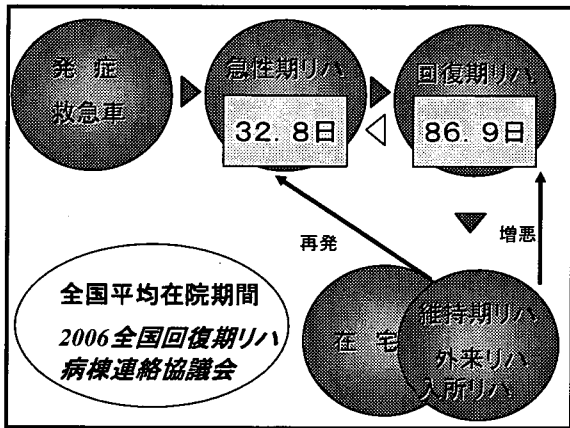 発 症
救急車
急性期リハ
32. 8日
回復期リハ
86. 9日
再発
増悪
全国平均在院期間
2006全国回復期リハ
病棟連絡協議会
在 宅
維持期リハ
外来リハ
入所リハ